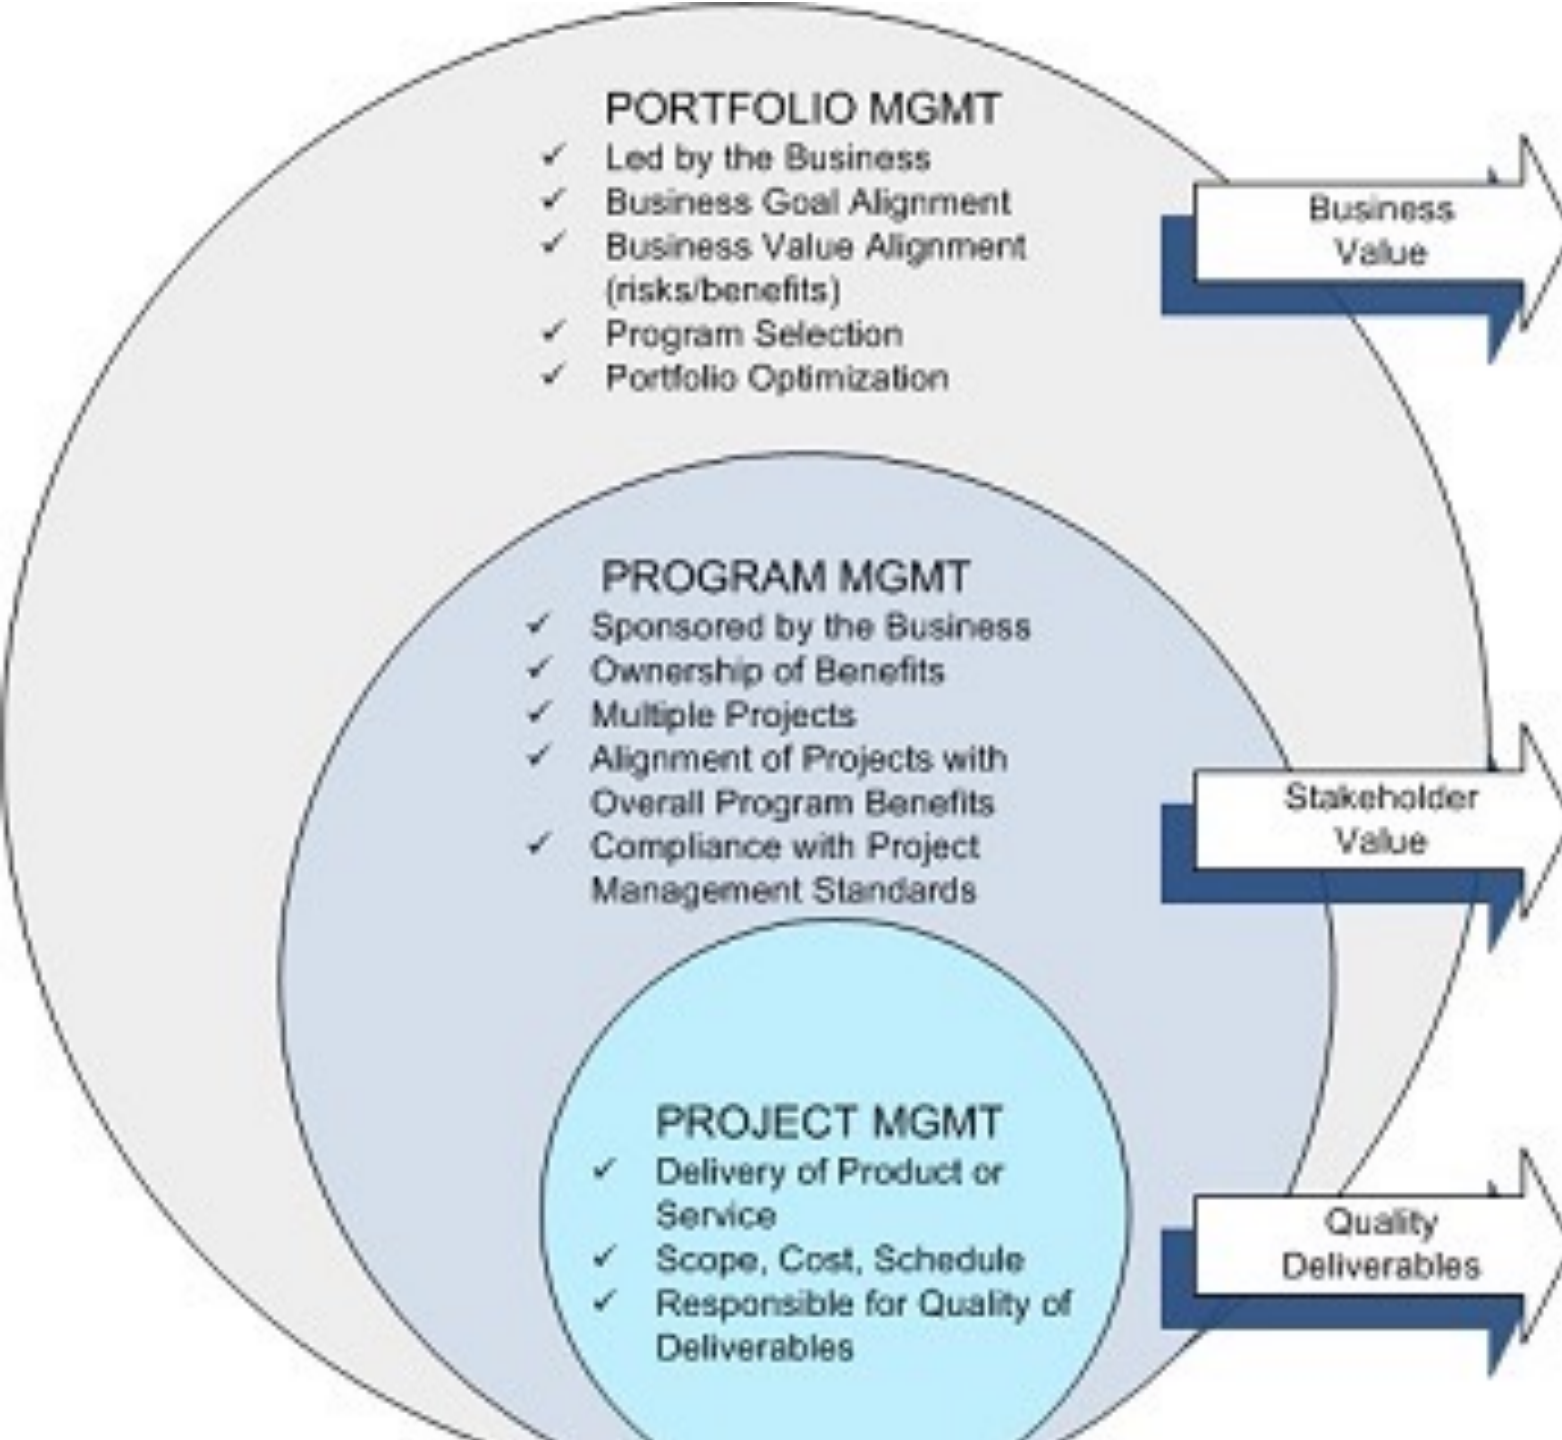 PORTFOLIO MGMT
✓ Led by the Business
✓ Business Goal Alignment
✓ Business Value Alignment
(risks/benefits)
✓ Program Selection
✓ Portfolio Optimization
Business
Value
PROGRAM MGMT
✓ Sponsored by the Business
✓ Ownership of Benefits
✓ Multiple Projects
✓ Alignment of Projects with
Overall Program Benefits
✓ Compliance with Project
Management Standards
Stakeholder
Value
PROJECT MGMT
✓ Delivery of Product or
Service
✓ Scope, Cost, Schedule
✓ Responsible for Quality of
Deliverables
Quality
Deliverables